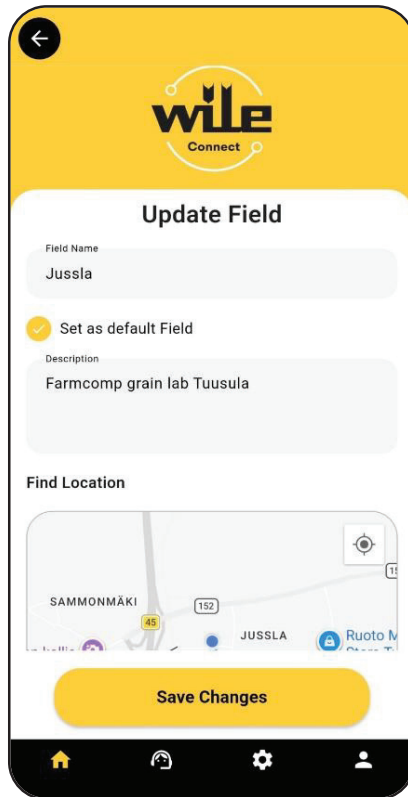 wile
Connect
Update Field
Field Name
Jussla
Set as default Field
Description
Farmcomp grain lab Tuusula
Find Location
SAMMONMÄKI
45
152
JUSSLA
Ruoto
Save Changes